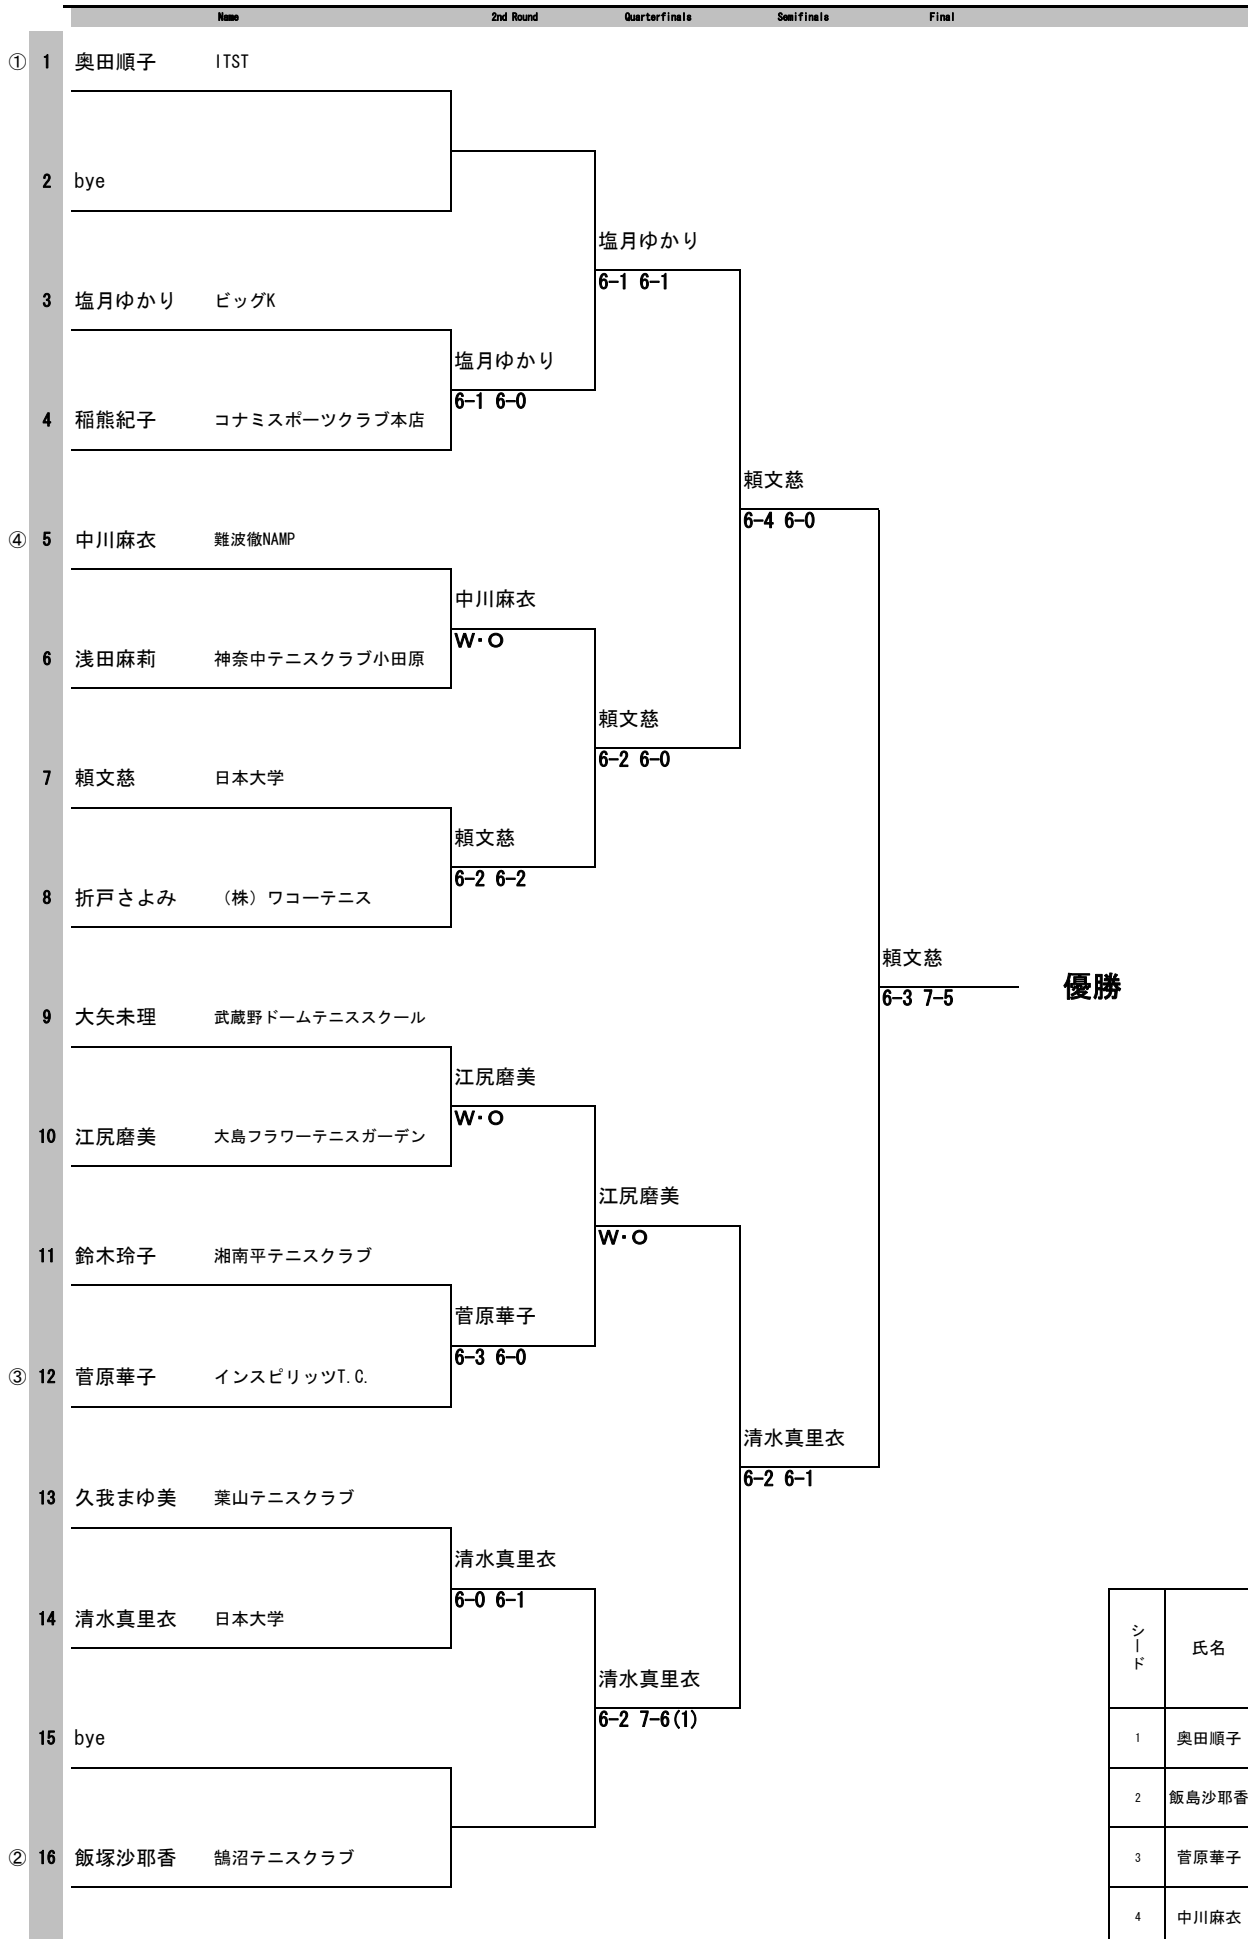 Name 2nd Round Quarterfinals Semifinals Final
① 1 奥田順子 ITST
2 bye
塩月ゆかり
6-1 6-1
3 塩月ゆかり ビッグK
塩月ゆかり
6-1 6-0
4 稲熊紀子 コナミスポーツクラブ本店
頼文慈
6-4 6-0
④ 5 中川麻衣 難波徹NAMP
中川麻衣
W・O
6 浅田麻莉 神奈中テニスクラブ小田原
頼文慈
6-2 6-0
7 頼文慈 日本大学
頼文慈
6-2 6-2
8 折戸さよみ (株)ワコーテニス
頼文慈
6-3 7-5
優勝
9 大矢未理 武蔵野ドームテニススクール
江尻磨美
W・O
10 江尻磨美 大島フラワーテニスガーデン
江尻磨美
W・O
11 鈴木玲子 湘南平テニスクラブ
菅原華子
6-3 6-0
③ 12 菅原華子 インスピリッツT.C.
清水真里衣
6-2 6-1
13 久我まゆ美 葉山テニスクラブ
清水真里衣
6-0 6-1
14 清水真里衣 日本大学
清水真里衣
6-2 7-6(1)
15 bye
② 16 飯塚沙耶香 鵠沼テニスクラブ
シード 氏名
1 奥田順子
2 飯島沙耶香
3 菅原華子
4 中川麻衣